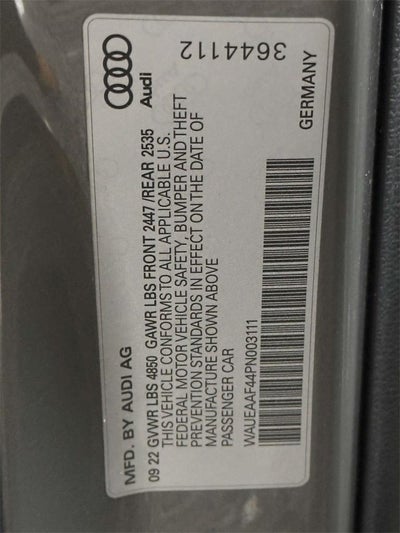 Audi
3644112
MFD. BY AUDI AG
09 22 GVWR LBS 4850 GAWR LBS FRONT 2447 /REAR 2535
THIS VEHICLE CONFORMS TO ALL APPLICABLE U.S.
FEDERAL MOTOR VEHICLE SAFETY, BUMPER AND THEFT
PREVENTION STANDARDS IN EFFECT ON THE DATE OF
MANUFACTURE SHOWN ABOVE
PASSENGER CAR
WAUEAAF44PN003111
GERMANY